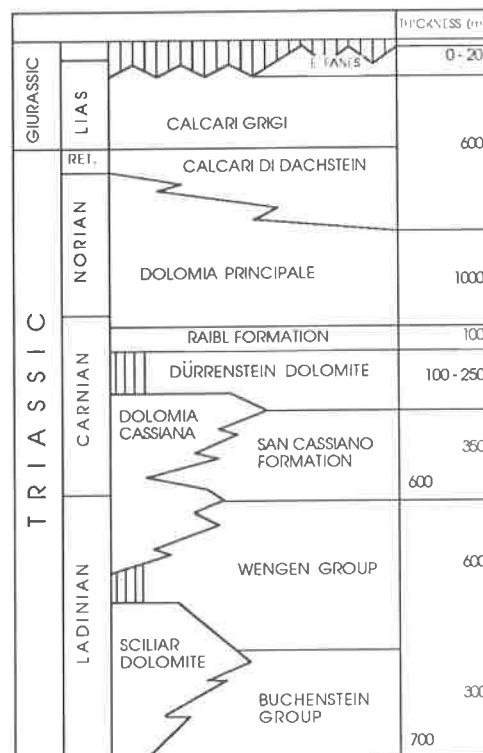 THICKNESS (m
F. FANES
0 - 20
GIURASSIC
LIAS
CALCARI GRIGI
600
RET.
CALCARI DI DACHSTEIN
NORIAN
DOLOMIA PRINCIPALE
1000
TRIASSIC
RAIBL FORMATION
100
CARNIAN
DÜRRENSTEIN DOLOMITE
100 - 250
DOLOMIA
CASSIANA
SAN CASSIANO
FORMATION
350
600
LADINIAN
WENGEN GROUP
600
SCILIAR
DOLOMITE
BUCHENSTEIN
GROUP
300
700